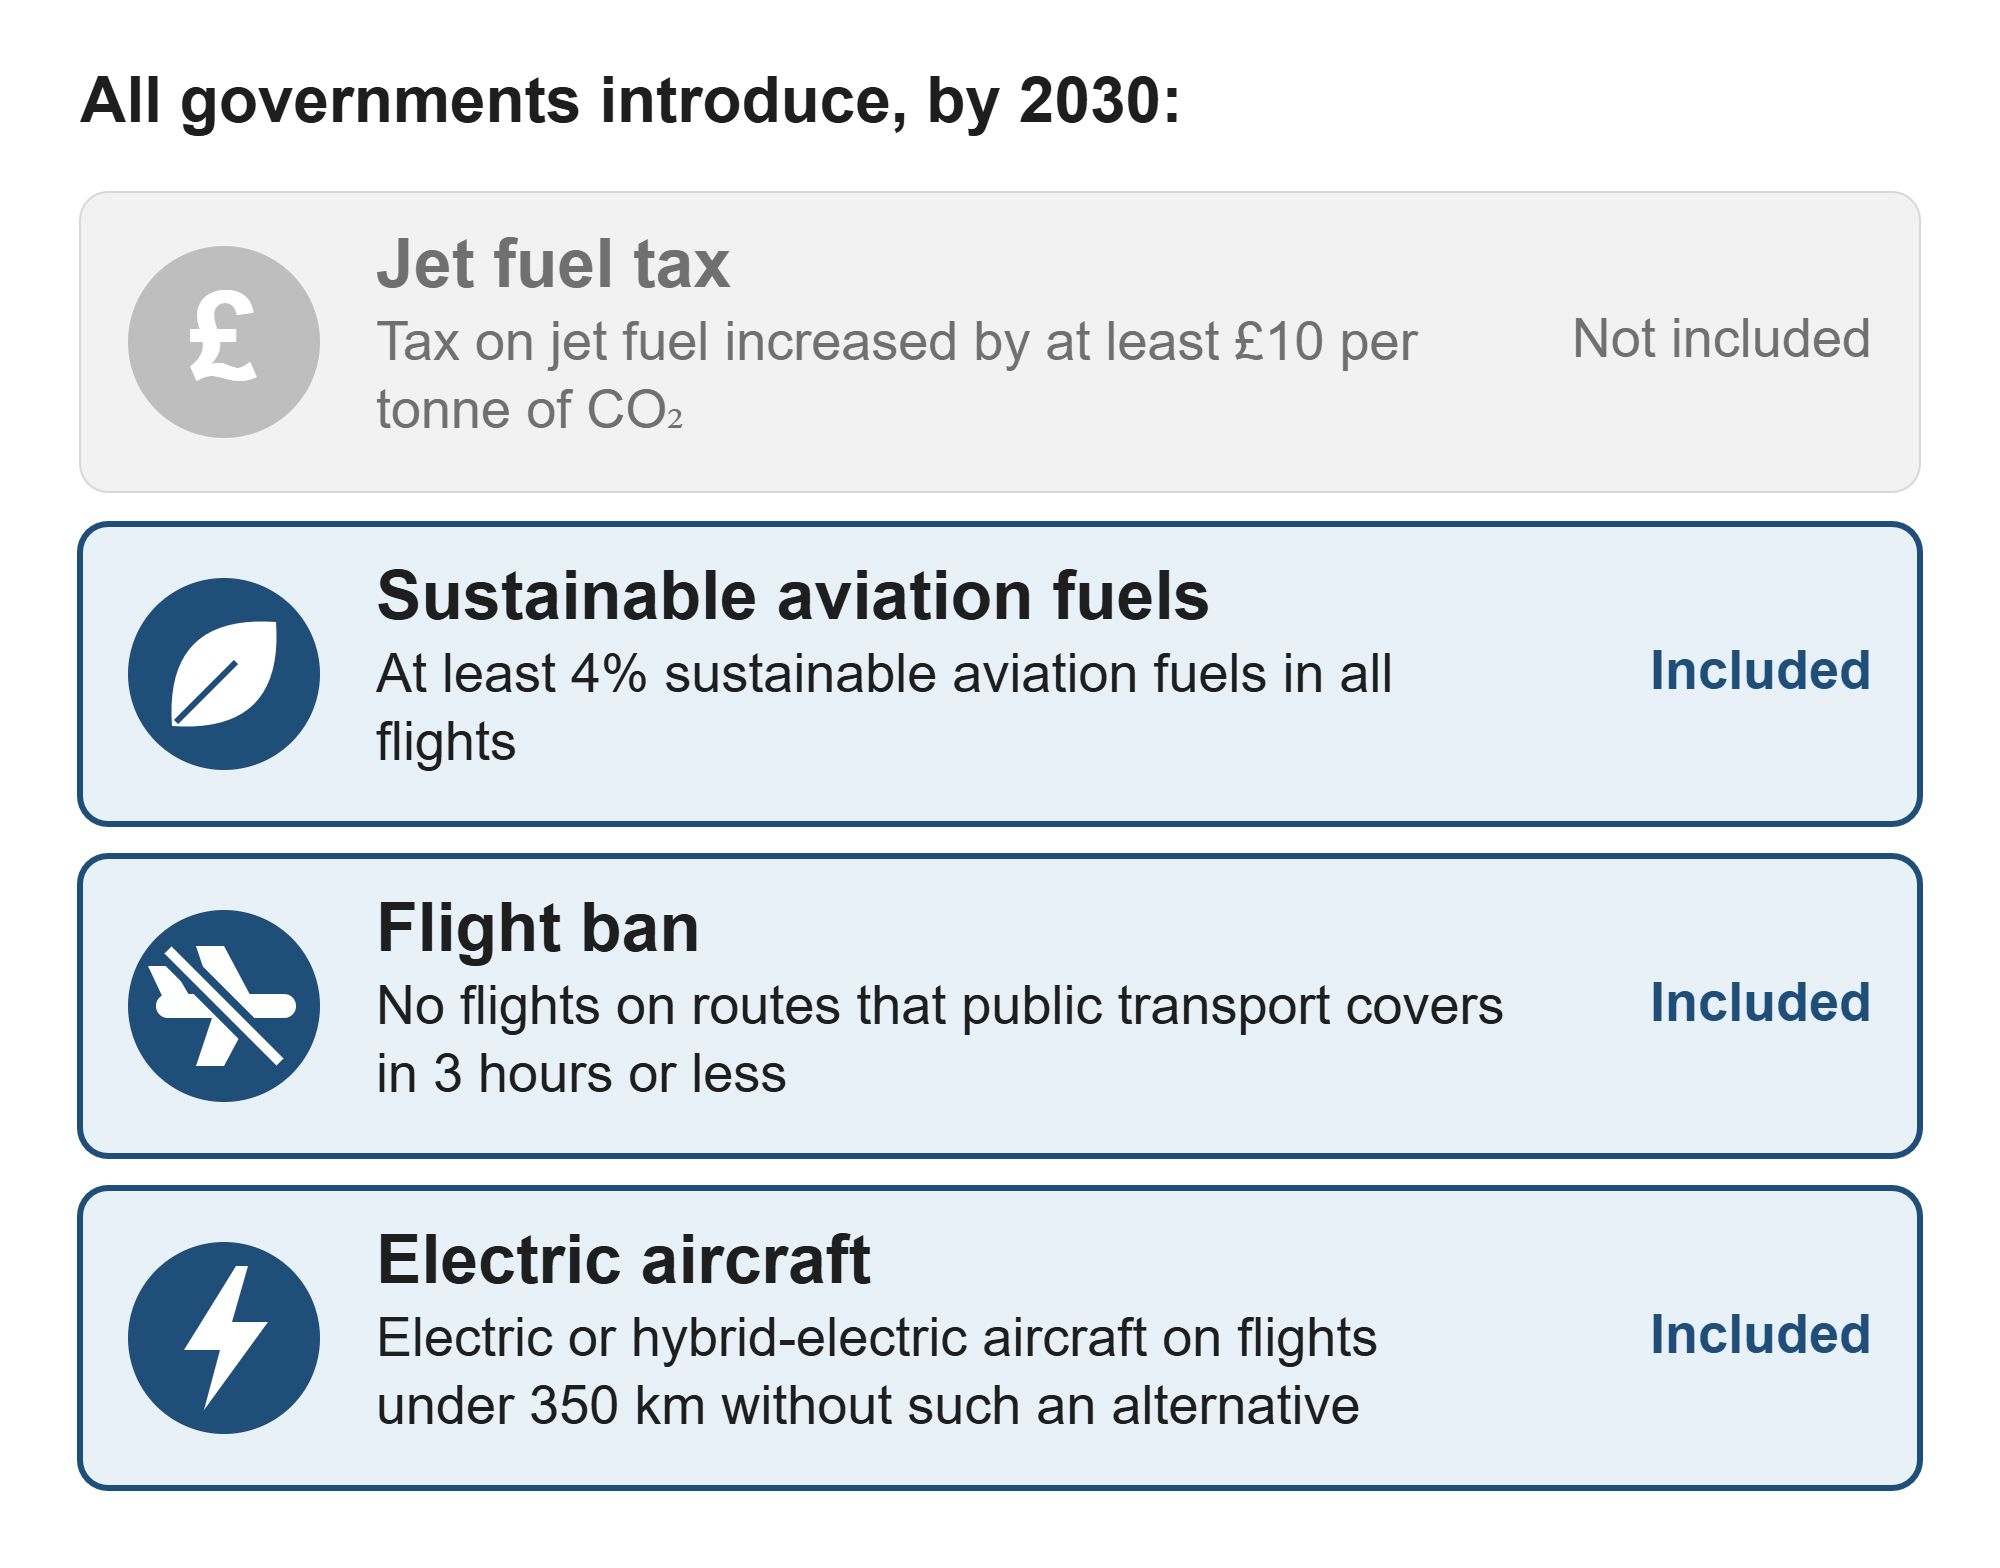 All governments introduce, by 2030:
£
Jet fuel tax
Tax on jet fuel increased by at least £10 per
tonne of CO₂
Not included
Sustainable aviation fuels
At least 4% sustainable aviation fuels in all
flights
Included
Flight ban
No flights on routes that public transport covers
in 3 hours or less
Included
Electric aircraft
Electric or hybrid-electric aircraft on flights
under 350 km without such an alternative
Included